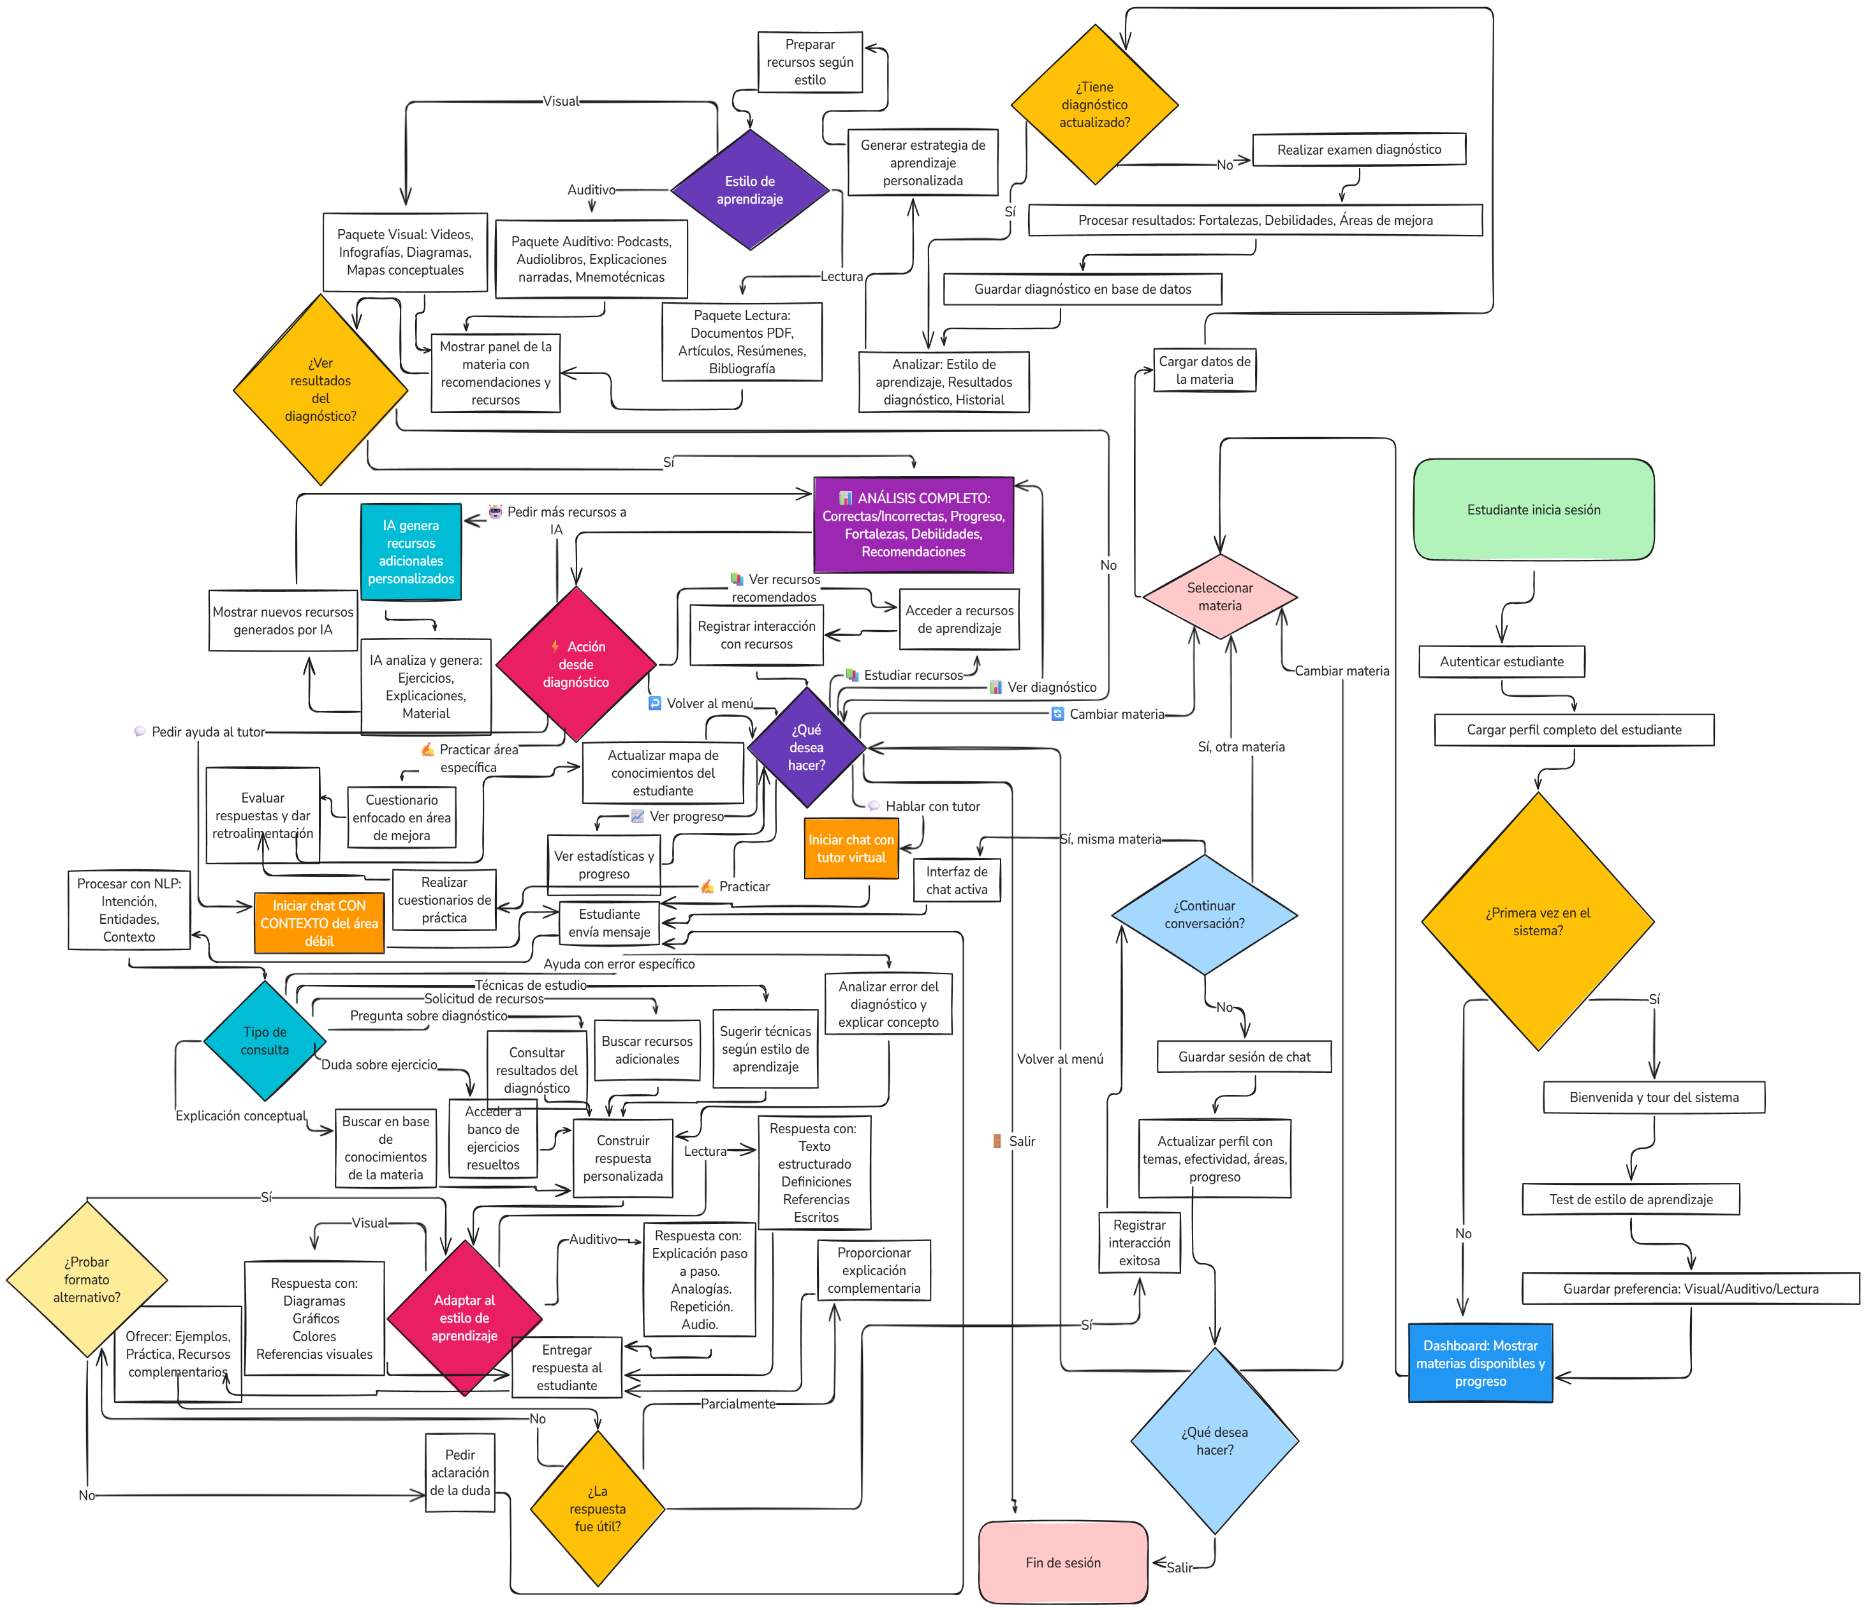 Preparar
recursos según
estilo
¿Tiene
diagnóstico
actualizado?
Visual
Generar estrategia de
aprendizaje
personalizada
Realizar examen diagnóstico
No
Estilo de
aprendizaje
Auditivo
Sí
Procesar resultados: Fortalezas, Debilidades, Áreas de mejora
Paquete Visual: Videos,
Infografías, Diagramas,
Mapas conceptuales
Paquete Auditivo: Podcasts,
Audiolibros, Explicaciones
narradas, Mnemotécnicas
Lectura
Guardar diagnóstico en base de datos
Paquete Lectura:
Documentos PDF,
Artículos, Resúmenes,
Bibliografía
Mostrar panel de la
materia con
recomendaciones y
recursos
¿Ver
resultados
del
diagnóstico?
Analizar: Estilo de
aprendizaje, Resultados
diagnóstico, Historial
Cargar datos de
la materia
Sí
📊 ANÁLISIS COMPLETO:
Correctas/Incorrectas, Progreso,
Fortalezas, Debilidades,
Recomendaciones
Estudiante inicia sesión
IA genera
recursos
adicionales
personalizados
🤖 Pedir más recursos a
IA
No
📚 Ver recursos
recomendados
Seleccionar
materia
Mostrar nuevos recursos
generados por IA
Registrar interacción
con recursos
Acceder a recursos
de aprendizaje
⚡ Acción
desde
diagnóstico
IA analiza y genera:
Ejercicios,
Explicaciones,
Material
Autenticar estudiante
📚 Estudiar recursos
📊 Ver diagnóstico
Cambiar materia
↩️ Volver al menú
🔄 Cambiar materia
💬 Pedir ayuda al tutor
¿Qué
desea
hacer?
Cargar perfil completo del estudiante
✍️ Practicar área
específica
Actualizar mapa de
conocimientos del
estudiante
Sí, otra materia
Evaluar
respuestas y dar
retroalimentación
Cuestionario
enfocado en área
de mejora
📈 Ver progreso
💬 Hablar con tutor
Iniciar chat con
tutor virtual
Sí, misma materia
Ver estadísticas y
progreso
Interfaz de
chat activa
Procesar con NLP:
Intención,
Entidades,
Contexto
Realizar
cuestionarios de
práctica
✍️ Practicar
Iniciar chat CON
CONTEXTO del área
débil
Estudiante
envía mensaje
¿Continuar
conversación?
¿Primera vez en el
sistema?
Ayuda con error específico
Técnicas de estudio
Solicitud de recursos
Pregunta sobre diagnóstico
Analizar error del
diagnóstico y
explicar concepto
No
Sí
Tipo de
consulta
Consultar
resultados del
diagnóstico
Buscar recursos
adicionales
Sugerir técnicas
según estilo de
aprendizaje
Duda sobre ejercicio
Volver al menú
Guardar sesión de chat
Bienvenida y tour del sistema
Explicación conceptual
Buscar en base
de
conocimientos
de la materia
Acceder a
banco de
ejercicios
resueltos
Construir
respuesta
personalizada
Lectura
Respuesta con:
Texto
estructurado
Definiciones
Referencias
Escritos
🚪 Salir
Actualizar perfil con
temas, efectividad, áreas,
progreso
Test de estilo de aprendizaje
Sí
Visual
Auditivo
Respuesta con:
Explicación paso
a paso.
Analogías.
Repetición.
Audio.
Proporcionar
explicación
complementaria
Registrar
interacción
exitosa
No
¿Probar
formato
alternativo?
Respuesta con:
Diagramas
Gráficos
Colores
Referencias visuales
Adaptar al
estilo de
aprendizaje
Guardar preferencia: Visual/Auditivo/Lectura
Ofrecer: Ejemplos,
Práctica, Recursos
complementarios
Entregar
respuesta al
estudiante
Sí
Dashboard: Mostrar
materias disponibles y
progreso
Parcialmente
No
¿Qué desea
hacer?
Pedir
aclaración
de la duda
No
¿La
respuesta
fue útil?
Fin de sesión
Salir